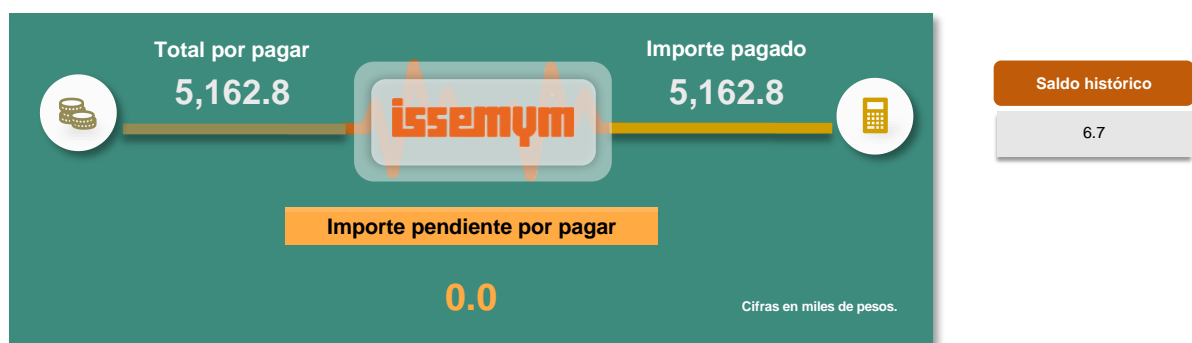 Total por pagar
5,162.8
issemym
Importe pagado
5,162.8
Importe pendiente por pagar
0.0
Cifras en miles de pesos.
Saldo histórico
6.7